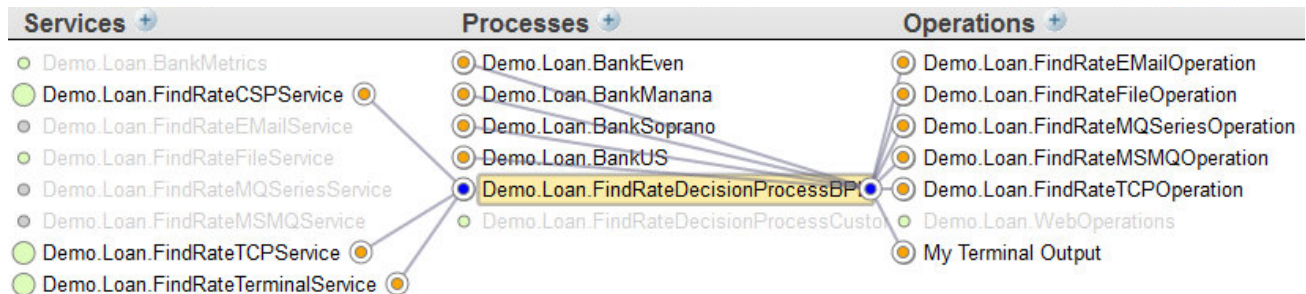 Services Processes Operations
Demo.Loan.BankMetrics
Demo.Loan.FindRateCSPService
Demo.Loan.FindRateEMailService
Demo.Loan.FindRateFileService
Demo.Loan.FindRateMQSeriesService
Demo.Loan.FindRateMSMQService
Demo.Loan.FindRateTCPService
Demo.Loan.FindRateTerminalService
Demo.Loan.BankEven
Demo.Loan.BankManana
Demo.Loan.BankSoprano
Demo.Loan.BankUS
Demo.Loan.FindRateDecisionProcessBPL
Demo.Loan.FindRateDecisionProcessCustom
Demo.Loan.FindRateEMailOperation
Demo.Loan.FindRateFileOperation
Demo.Loan.FindRateMQSeriesOperation
Demo.Loan.FindRateMSMQOperation
Demo.Loan.FindRateTCPOperation
Demo.Loan.WebOperations
My Terminal Output